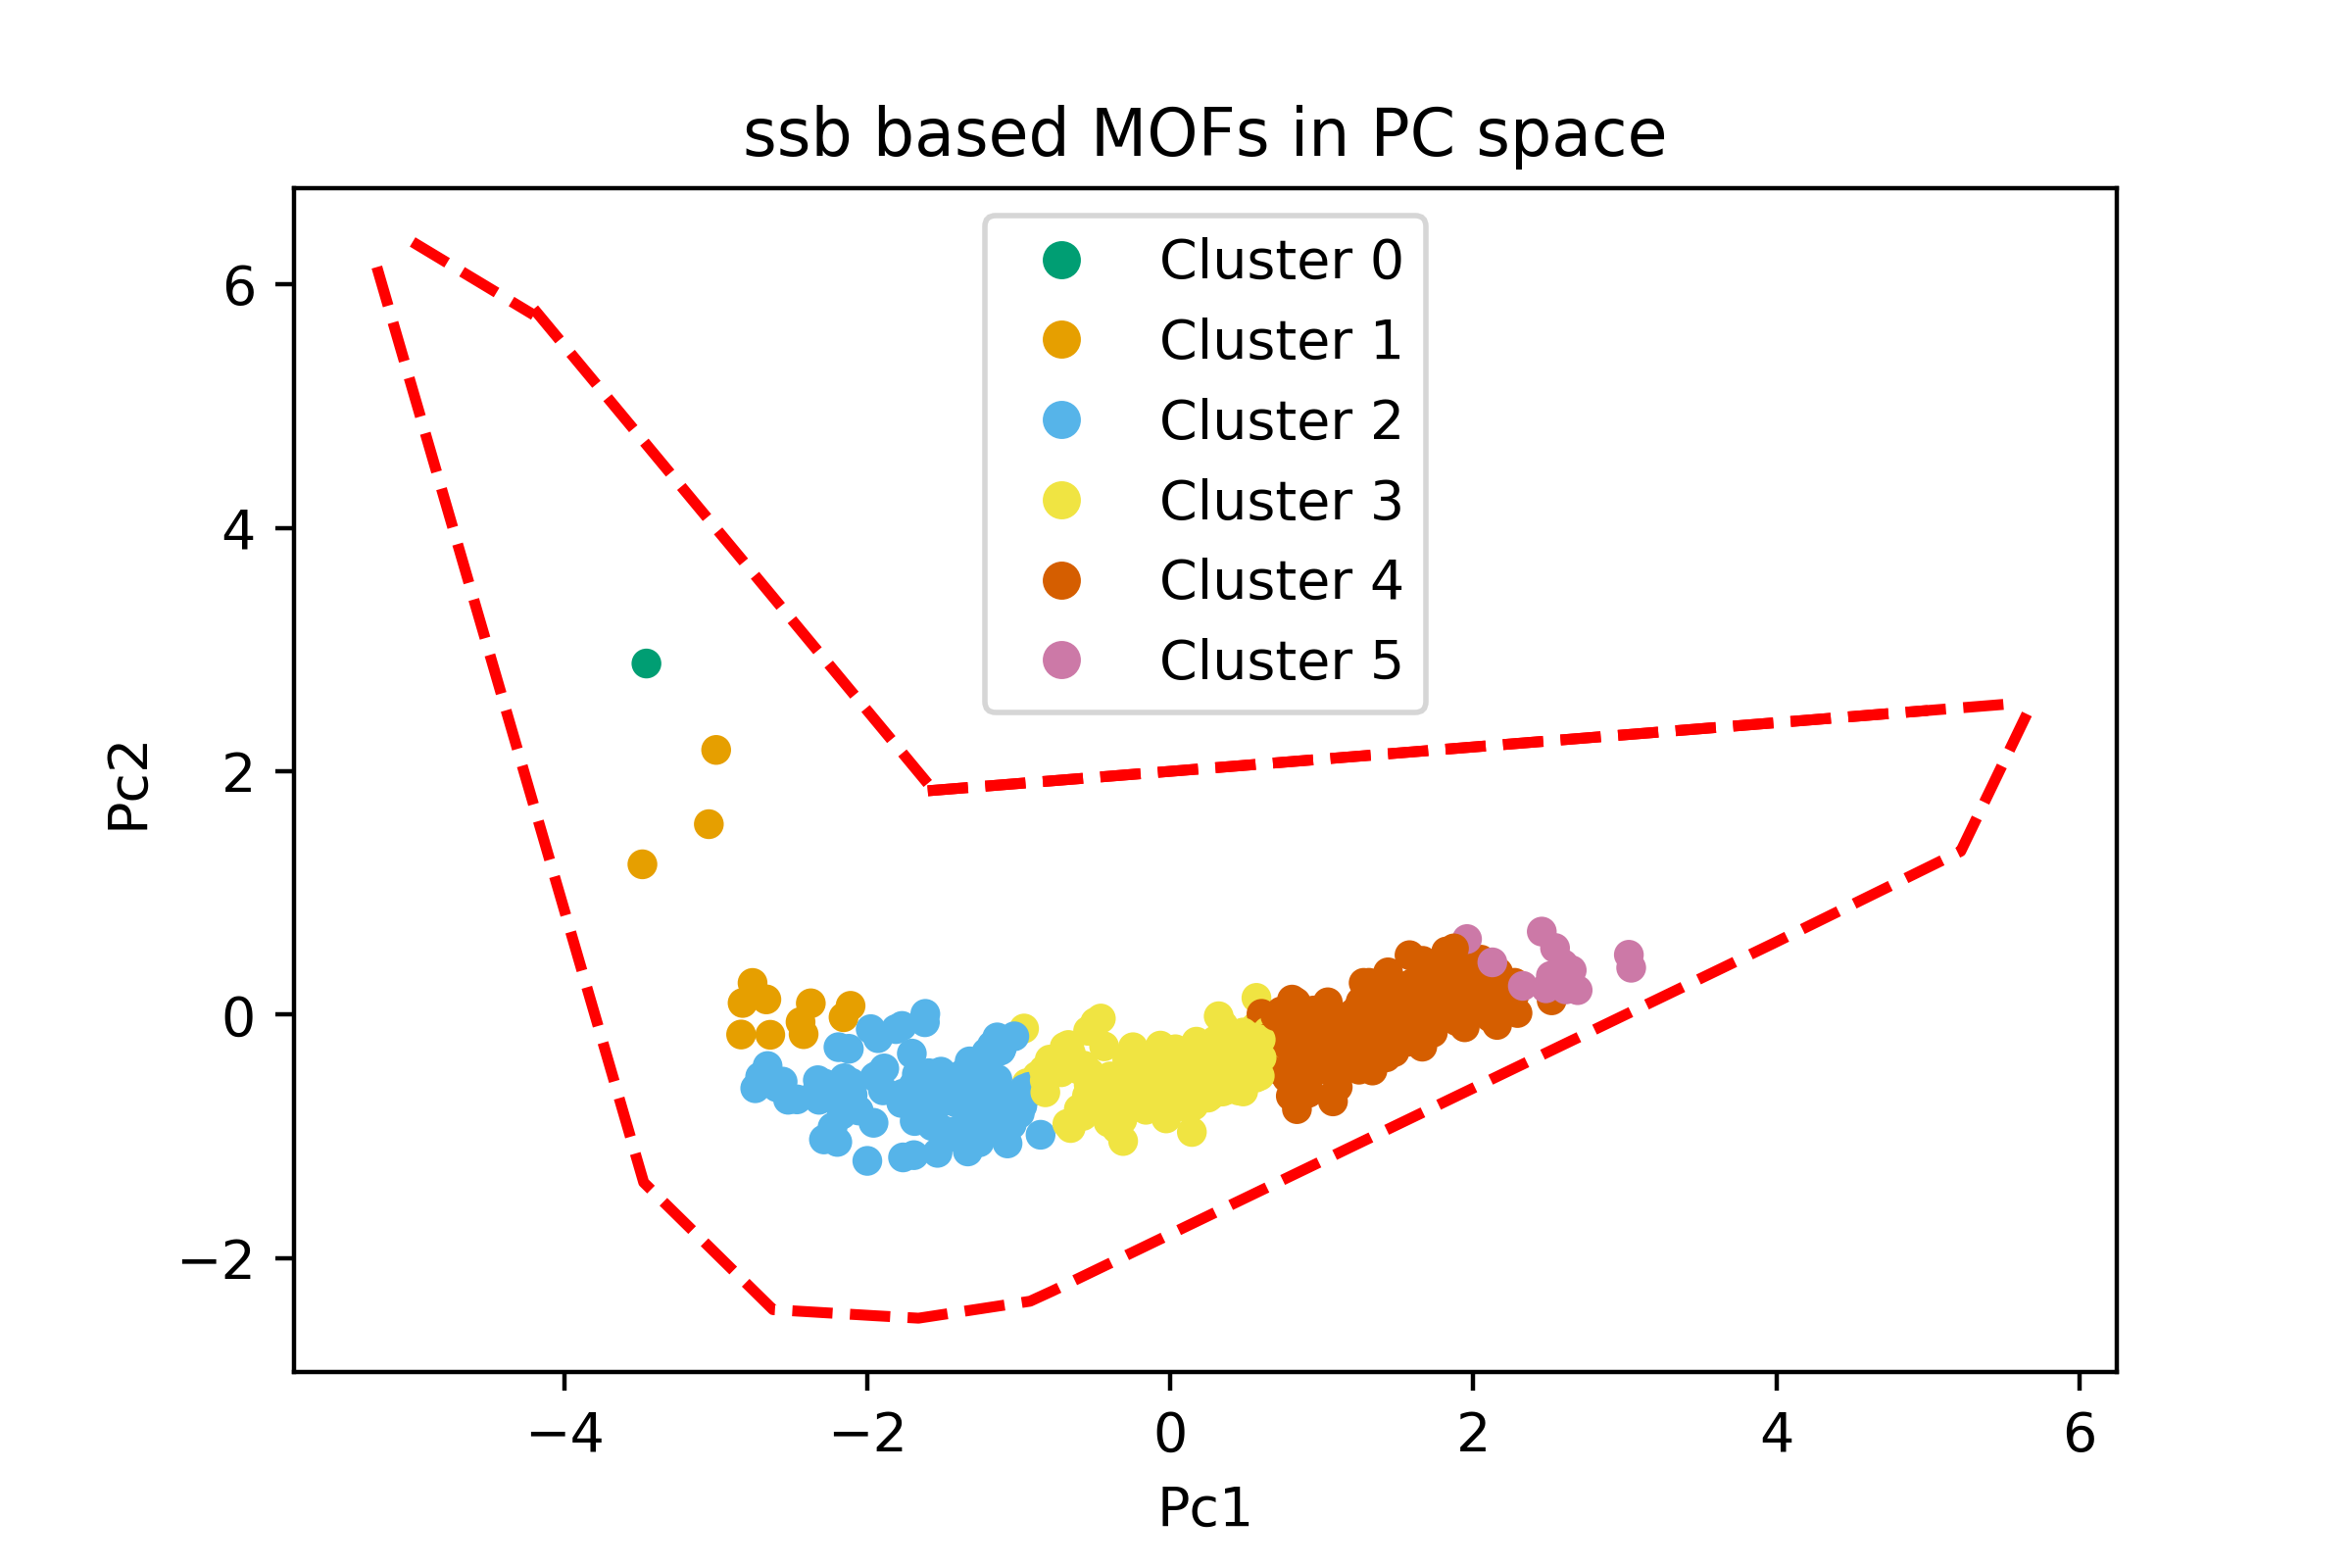 ssb based MOFs in PC space
Cluster 0
Cluster 1
Cluster 2
Cluster 3
Cluster 4
Cluster 5
6
4
2
0
−2
Pc2
−4 −2 0 2 4 6
Pc1